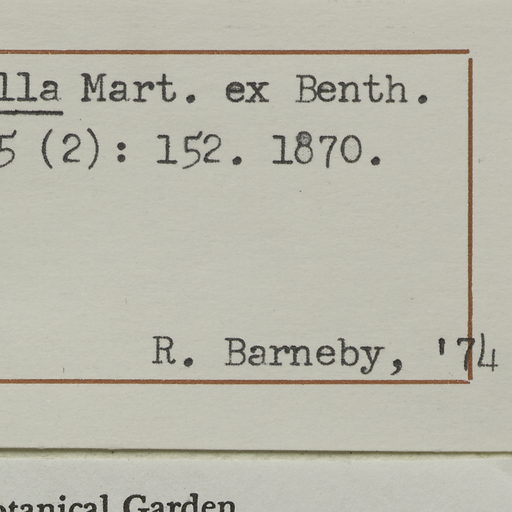 lla Mart. ex Benth.
5 (2): 152. 1870.
R. Barneby, '74
otanical Garden